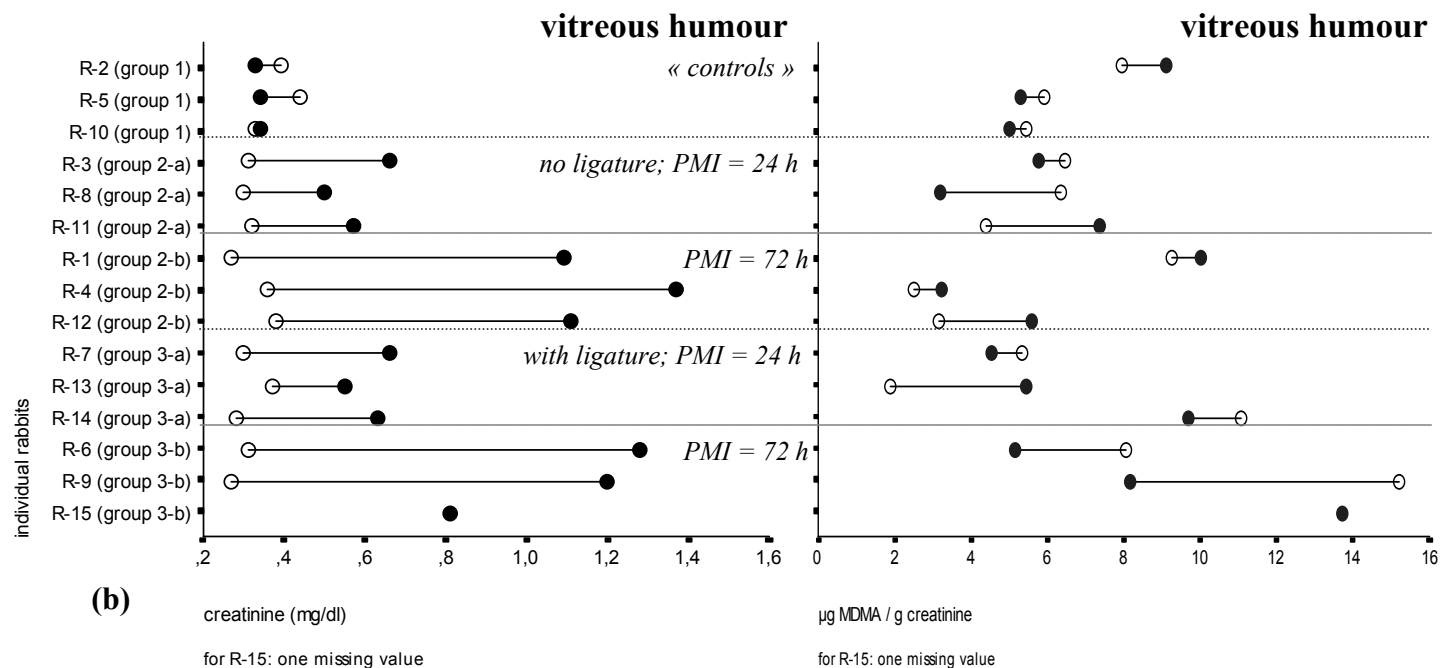 vitreous humour
vitreous humour
R-2 (group 1)
« controls »
R-5 (group 1)
R-10 (group 1)
R-3 (group 2-a)
no ligature; PMI = 24 h
R-8 (group 2-a)
R-11 (group 2-a)
R-1 (group 2-b)
PMI = 72 h
R-4 (group 2-b)
R-12 (group 2-b)
R-7 (group 3-a)
with ligature; PMI = 24 h
R-13 (group 3-a)
R-14 (group 3-a)
R-6 (group 3-b)
PMI = 72 h
R-9 (group 3-b)
R-15 (group 3-b)
individual rabbits
,2 ,4 ,6 ,8 1,0 1,2 1,4 1,6
0 2 4 6 8 10 12 14 16
(b)
creatinine (mg/dl)
µg MDMA / g creatinine
for R-15: one missing value
for R-15: one missing value